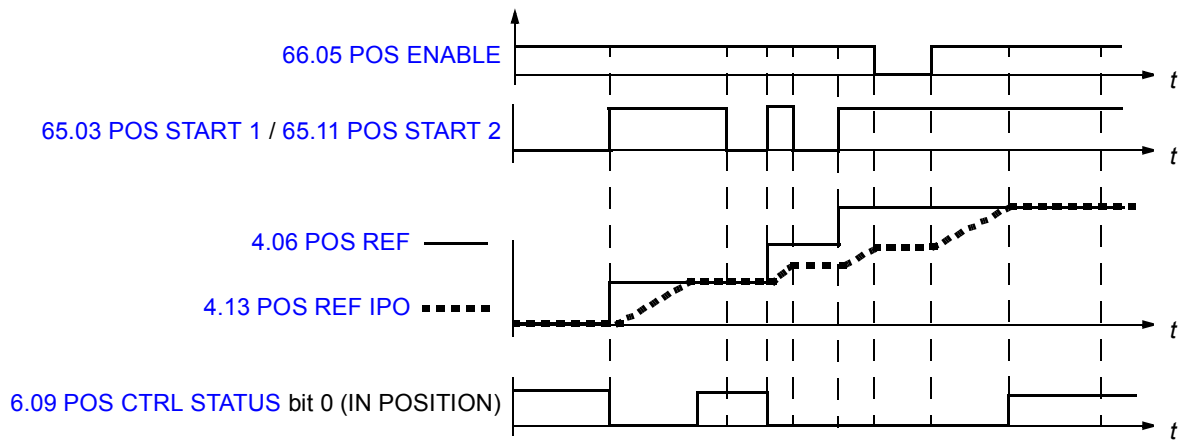 66.05 POS ENABLE
t
65.03 POS START 1 / 65.11 POS START 2
t
4.06 POS REF
4.13 POS REF IPO
t
6.09 POS CTRL STATUS bit 0 (IN POSITION)
t